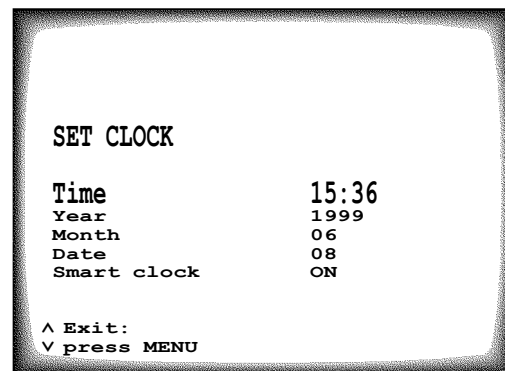 SET CLOCK
Time 15:36
Year 1999
Month 06
Date 08
Smart clock ON
∧ Exit:
∨ press MENU